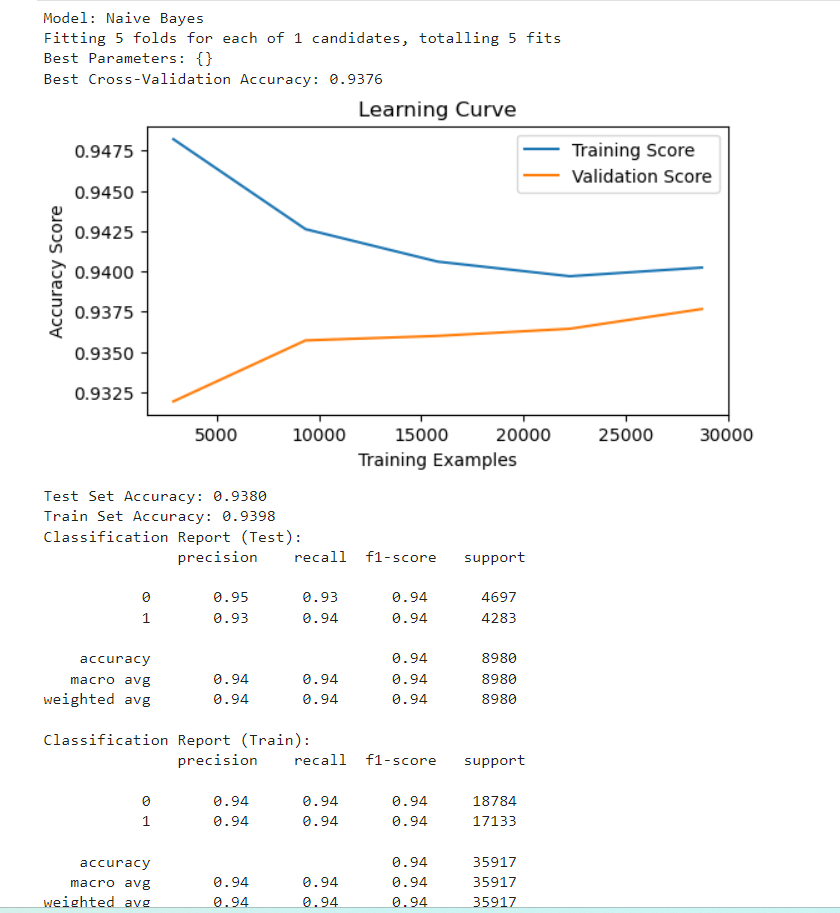 Model: Naive Bayes
Fitting 5 folds for each of 1 candidates, totalling 5 fits
Best Parameters: {}
Best Cross-Validation Accuracy: 0.9376
Learning Curve
Training Score
Validation Score
0.9475
0.9450
0.9425
0.9400
0.9375
0.9350
0.9325
Accuracy Score
5000 10000 15000 20000 25000 30000
Training Examples
Test Set Accuracy: 0.9380
Train Set Accuracy: 0.9398
Classification Report (Test):
precision recall f1-score support
0 0.95 0.93 0.94 4697
1 0.93 0.94 0.94 4283
accuracy 0.94 8980
macro avg 0.94 0.94 0.94 8980
weighted avg 0.94 0.94 0.94 8980
Classification Report (Train):
precision recall f1-score support
0 0.94 0.94 0.94 18784
1 0.94 0.94 0.94 17133
accuracy 0.94 35917
macro avg 0.94 0.94 0.94 35917
weighted avg 0.94 0.94 0.94 35917